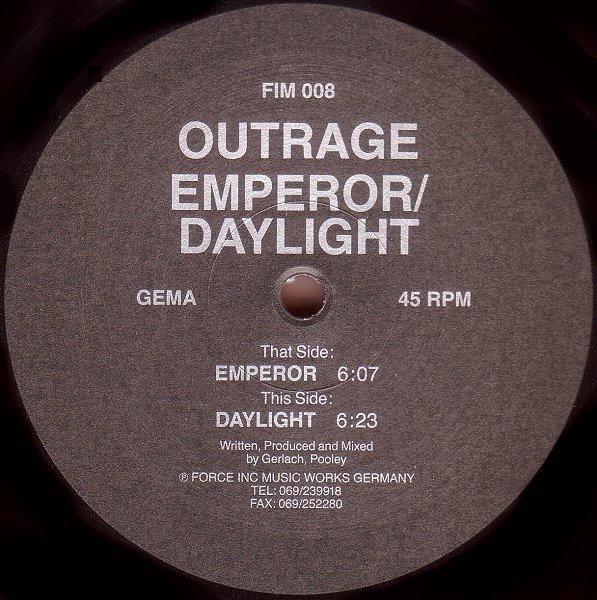 FIM 008
OUTRAGE
EMPEROR/
DAYLIGHT
GEMA 45 RPM
That Side:
EMPEROR 6:07
This Side:
DAYLIGHT 6:23
Written, Produced and Mixed
by Gerlach, Pooley
℗ FORCE INC MUSIC WORKS GERMANY
TEL: 069/239918
FAX: 069/252280